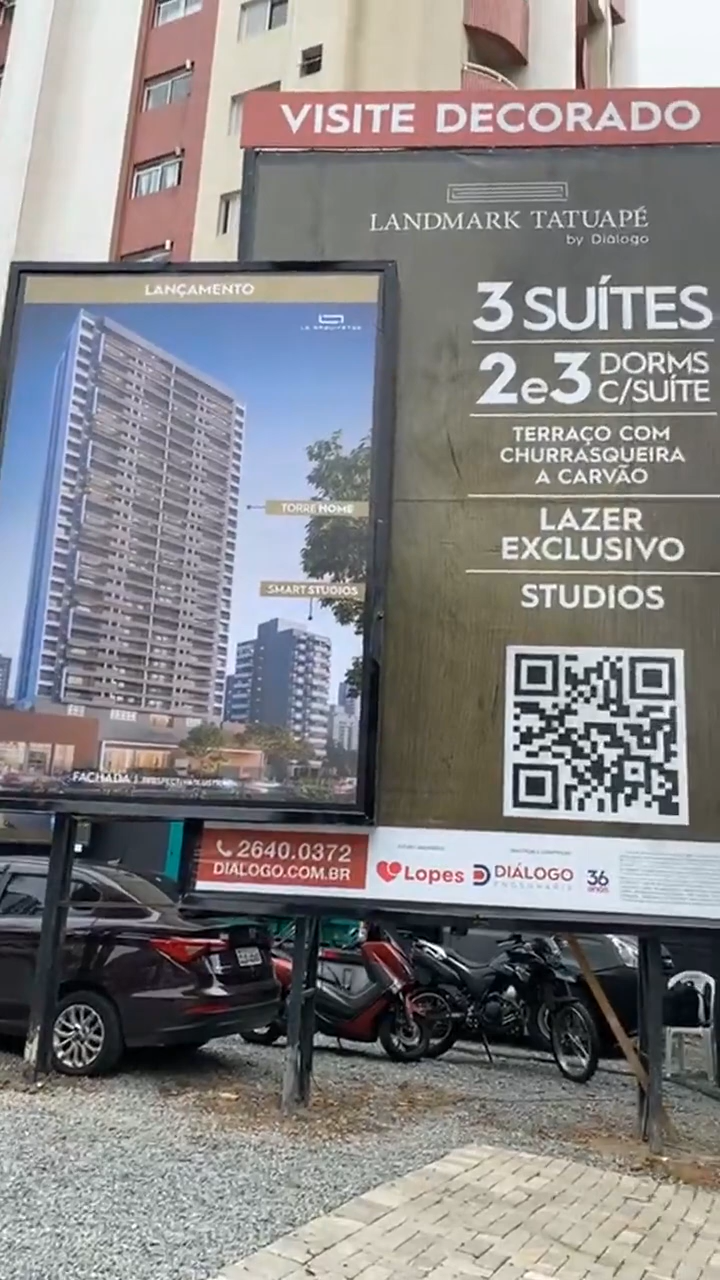 VISITE DECORADO
LANDMARK TATUAPÉ
by Diálogo
3 SUÍTES
2e3 DORMS
C/SUÍTE
TERRAÇO COM
CHURRASQUEIRA
A CARVÃO
LAZER
EXCLUSIVO
STUDIOS
LANÇAMENTO
TORRE HOME
SMART STUDIOS
FACHADA |
2640.0372
DIALOGO.COM.BR
Lopes
DIÁLOGO
ENGENHARIA
36
anos